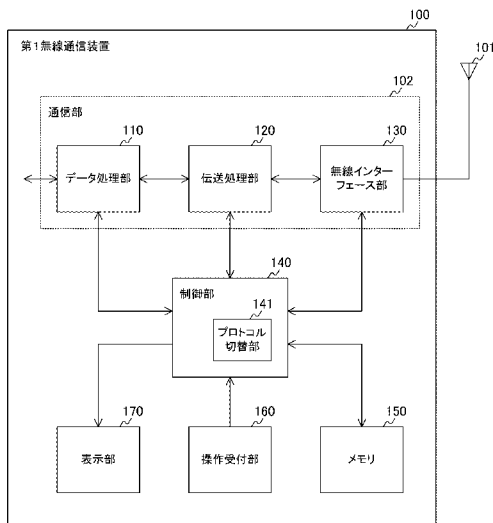 100
第1無線通信装置
101
102
通信部
110
120
130
データ処理部
伝送処理部
無線インター
フェース部
140
制御部
141
プロトコル
切替部
170
160
150
表示部
操作受付部
メモリ